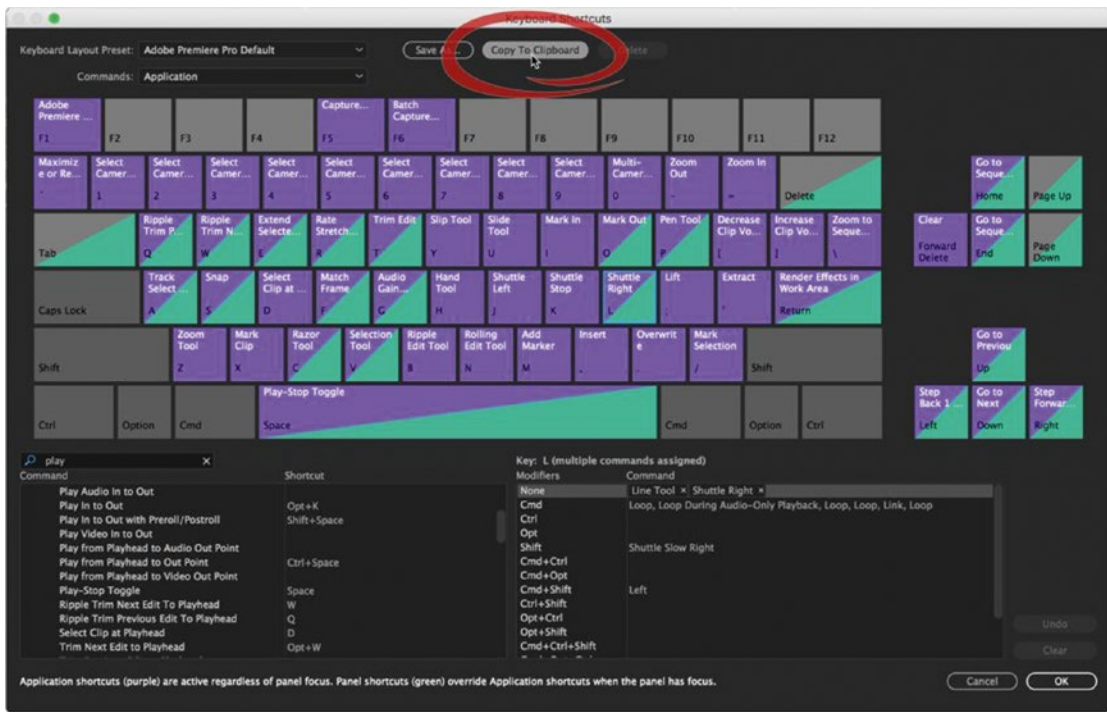 Keyboard Shortcuts
Keyboard Layout Preset: Adobe Premiere Pro Default
Save As... Copy To Clipboard Delete
Commands: Application
Adobe Premiere ... F1
F2
F3
F4
Capture... F5
Batch Capture... F6
F7
F8
F9
F10
F11
F12
Maximiz e or Re... `
Select Camer... 1
Select Camer... 2
Select Camer... 3
Select Camer... 4
Select Camer... 5
Select Camer... 6
Select Camer... 7
Select Camer... 8
Select Camer... 9
Multi- Camer... 0
Zoom Out -
Zoom In =
Delete
Go to Seque... Home
Page Up
Tab
Ripple Trim P... Q
Ripple Trim N... W
Extend Selecte... E
Rate Stretch... R
Trim Edit T
Slip Tool Y
Slide Tool U
Mark In I
Mark Out O
Pen Tool P
Decrease Clip Vo... [
Increase Clip Vo... ]
Zoom to Seque... \
Clear Forward Delete
Go to Seque... End
Page Down
Caps Lock
Track Select ... A
Snap S
Select Clip at ... D
Match Frame F
Audio Gain... G
Hand Tool H
Shuttle Left J
Shuttle Stop K
Shuttle Right L
Lift ;
Extract '
Render Effects in Work Area Return
Shift
Zoom Tool Z
Mark Clip X
Razor Tool C
Selection Tool V
Ripple Edit Tool B
Rolling Edit Tool N
Add Marker M
Insert ,
Overwrit e .
Mark Selection /
Shift
Go to Previou Up
Ctrl
Option
Cmd
Play-Stop Toggle Space
Cmd
Option
Ctrl
Step Back 1 ... Left
Go to Next Down
Step Forwar... Right
play ×
Command Shortcut
Play Audio In to Out
Play In to Out Opt+K
Play In to Out with Preroll/Postroll Shift+Space
Play Video In to Out
Play from Playhead to Audio Out Point
Play from Playhead to Out Point Ctrl+Space
Play from Playhead to Video Out Point
Play-Stop Toggle Space
Ripple Trim Next Edit To Playhead W
Ripple Trim Previous Edit To Playhead Q
Select Clip at Playhead D
Trim Next Edit to Playhead Opt+W
Key: L (multiple commands assigned)
Modifiers Command
None Line Tool × Shuttle Right ×
Cmd Loop, Loop During Audio-Only Playback, Loop, Loop, Link, Loop
Ctrl
Opt
Shift Shuttle Slow Right
Cmd+Ctrl
Cmd+Opt
Cmd+Shift Left
Ctrl+Shift
Opt+Ctrl
Opt+Shift
Cmd+Ctrl+Shift
Undo
Clear
Application shortcuts (purple) are active regardless of panel focus. Panel shortcuts (green) override Application shortcuts when the panel has focus.
Cancel OK